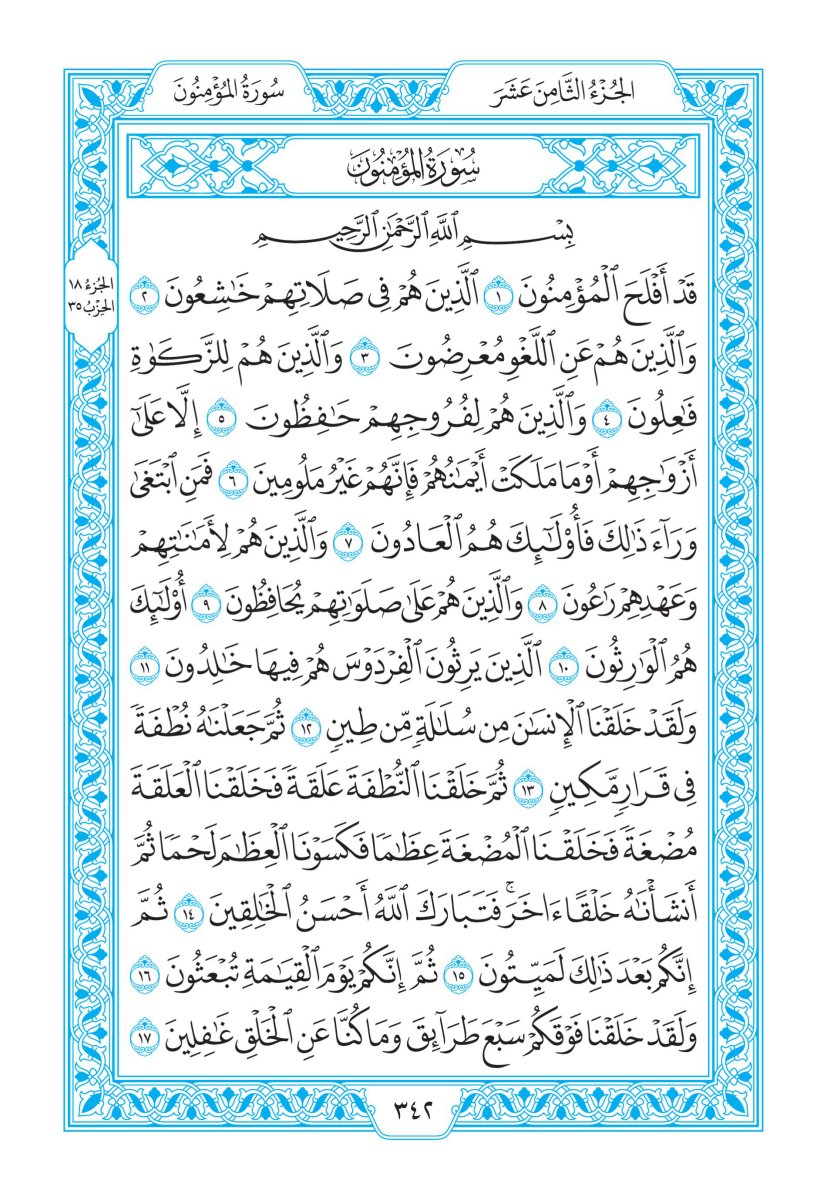 الجُزْءُ الثَّامِنَ عَشَرَ
سُورَةُ المُؤْمِنُونَ
سُورَةُ المُؤْمِنُونَ
بِسْمِ ٱللَّهِ ٱلرَّحْمَٰنِ ٱلرَّحِيمِ
قَدْ أَفْلَحَ ٱلْمُؤْمِنُونَ ١ ٱلَّذِينَ هُمْ فِي صَلَاتِهِمْ خَٰشِعُونَ ٢
الجُزْءُ ١٨
الحِزْبُ ٣٥
وَٱلَّذِينَ هُمْ عَنِ ٱللَّغْوِ مُعْرِضُونَ ٣ وَٱلَّذِينَ هُمْ لِلزَّكَوٰةِ
فَٰعِلُونَ ٤ وَٱلَّذِينَ هُمْ لِفُرُوجِهِمْ حَٰفِظُونَ ٥ إِلَّا عَلَىٰٓ
أَزْوَٰجِهِمْ أَوْ مَا مَلَكَتْ أَيْمَٰنُهُمْ فَإِنَّهُمْ غَيْرُ مَلُومِينَ ٦ فَمَنِ ٱبْتَغَىٰ
وَرَآءَ ذَٰلِكَ فَأُو۟لَٰٓئِكَ هُمُ ٱلْعَادُونَ ٧ وَٱلَّذِينَ هُمْ لِأَمَٰنَٰتِهِمْ
وَعَهْدِهِمْ رَٰعُونَ ٨ وَٱلَّذِينَ هُمْ عَلَىٰ صَلَوَٰتِهِمْ يُحَافِظُونَ ٩ أُو۟لَٰٓئِكَ
هُمُ ٱلْوَٰرِثُونَ ١٠ ٱلَّذِينَ يَرِثُونَ ٱلْفِرْدَوْسَ هُمْ فِيهَا خَٰلِدُونَ ١١
وَلَقَدْ خَلَقْنَا ٱلْإِنسَٰنَ مِن سُلَٰلَةٍ مِّن طِينٍ ١٢ ثُمَّ جَعَلْنَٰهُ نُطْفَةً
فِي قَرَارٍ مَّكِينٍ ١٣ ثُمَّ خَلَقْنَا ٱلنُّطْفَةَ عَلَقَةً فَخَلَقْنَا ٱلْعَلَقَةَ
مُضْغَةً فَخَلَقْنَا ٱلْمُضْغَةَ عِظَٰمًا فَكَسَوْنَا ٱلْعِظَٰمَ لَحْمًا ثُمَّ
أَنشَأْنَٰهُ خَلْقًا ءَاخَرَ ۚ فَتَبَارَكَ ٱللَّهُ أَحْسَنُ ٱلْخَٰلِقِينَ ١٤ ثُمَّ
إِنَّكُم بَعْدَ ذَٰلِكَ لَمَيِّتُونَ ١٥ ثُمَّ إِنَّكُمْ يَوْمَ ٱلْقِيَٰمَةِ تُبْعَثُونَ ١٦
وَلَقَدْ خَلَقْنَا فَوْقَكُمْ سَبْعَ طَرَآئِقَ وَمَا كُنَّا عَنِ ٱلْخَلْقِ غَٰفِلِينَ ١٧
٣٤٢